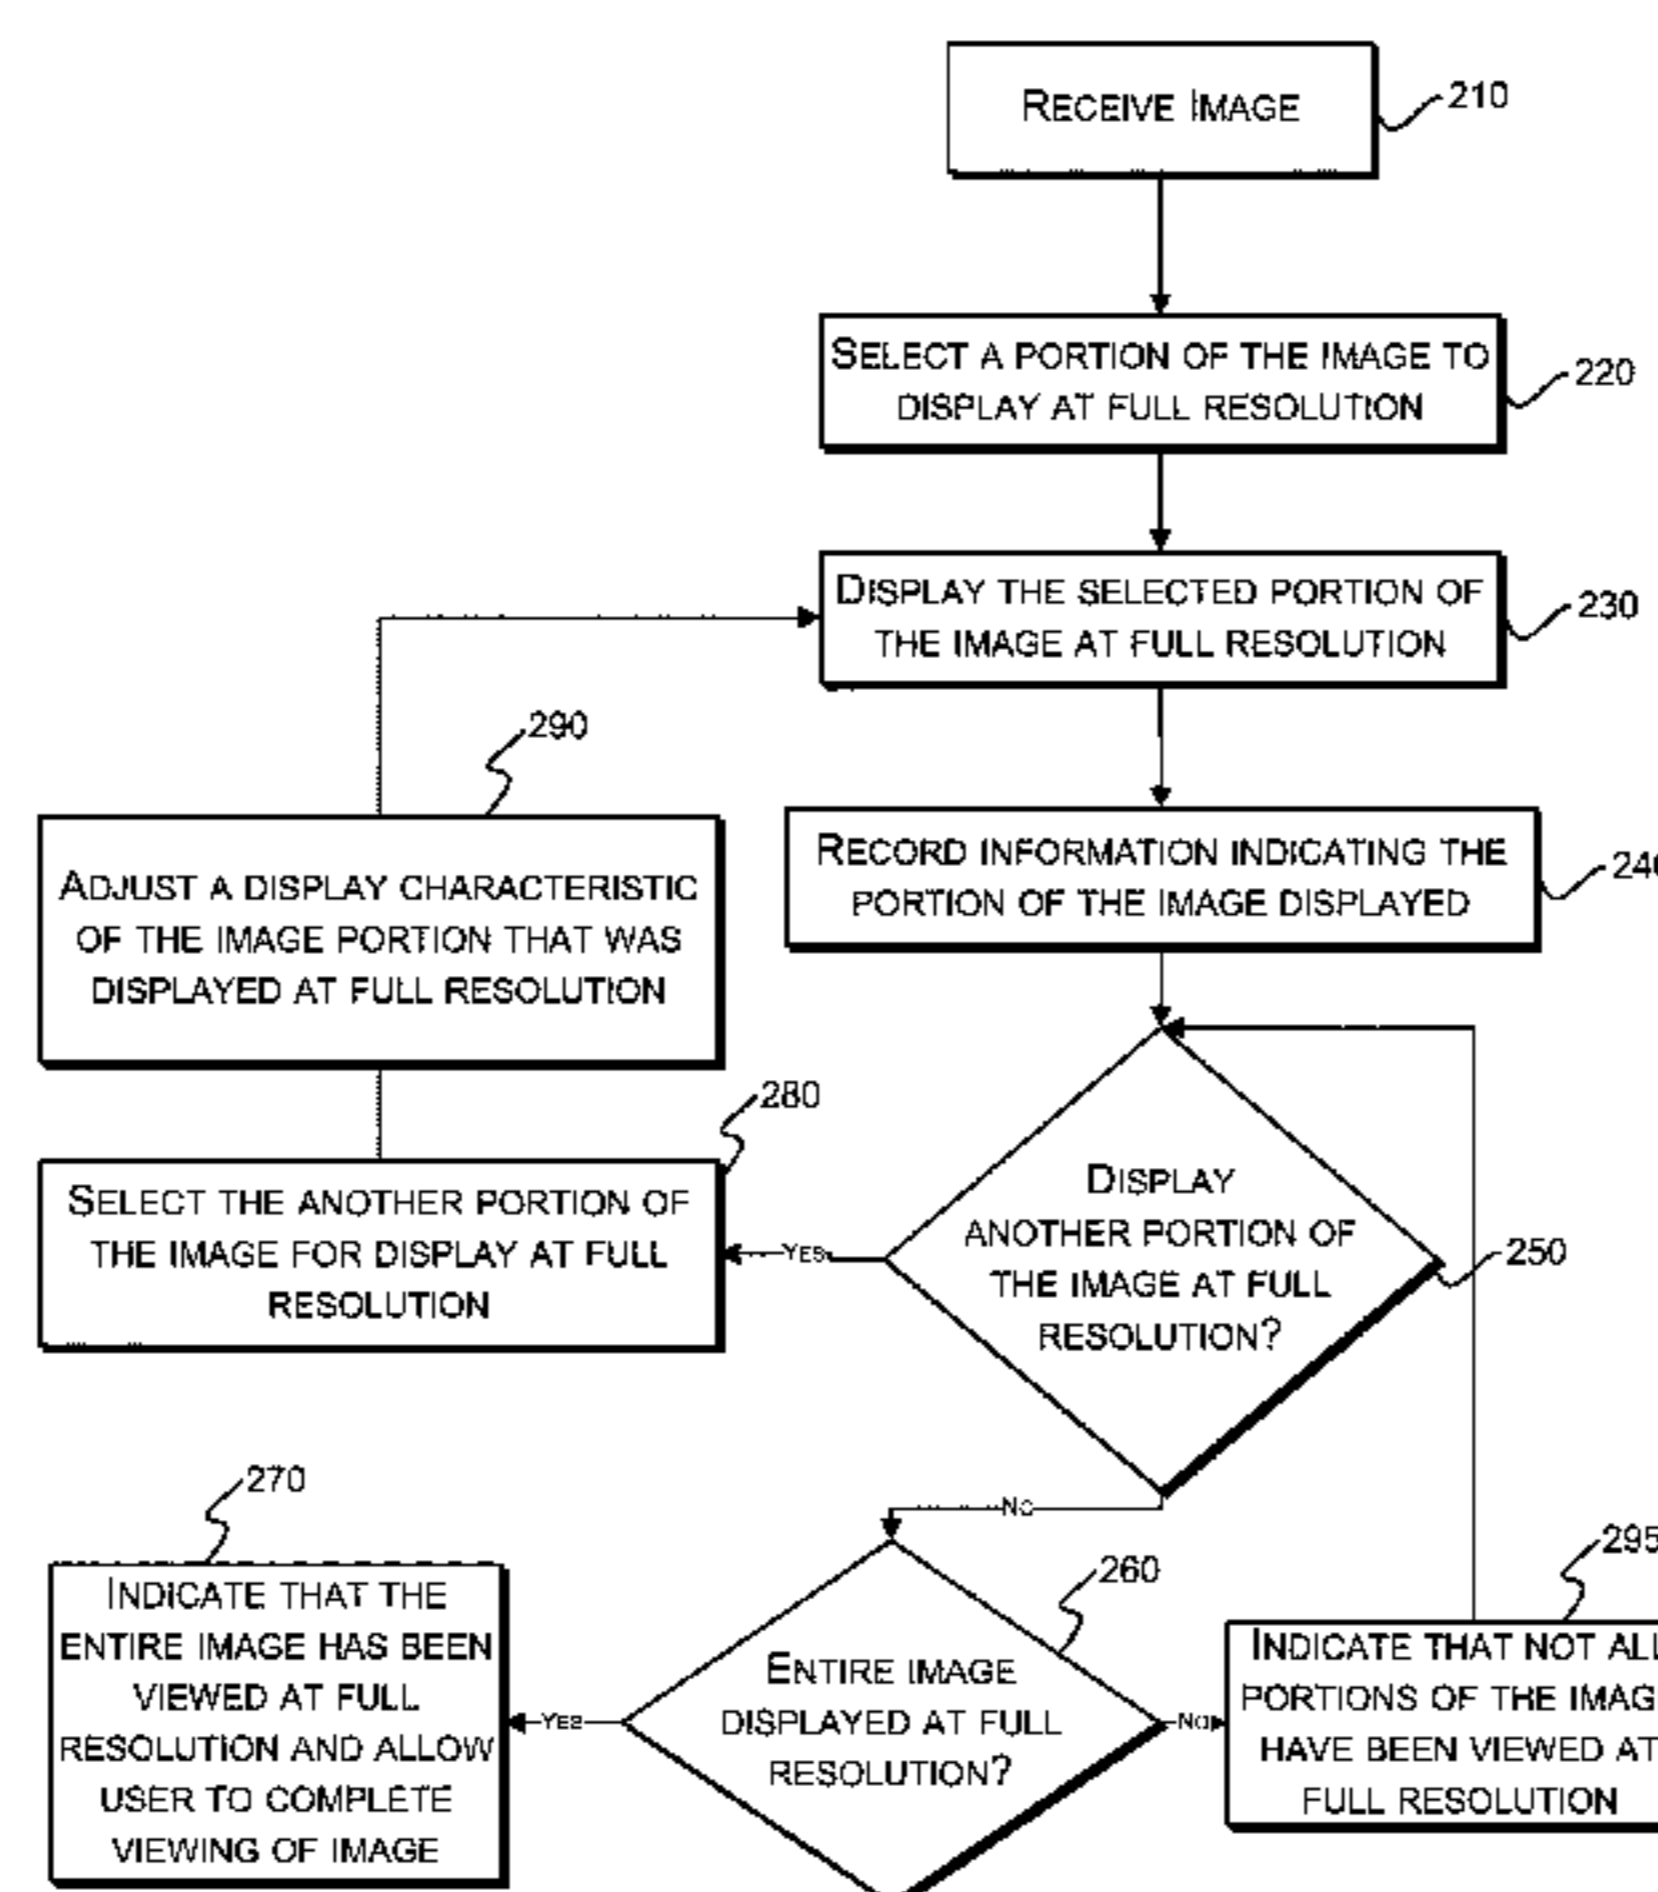 RECEIVE IMAGE
210
SELECT A PORTION OF THE IMAGE TO
DISPLAY AT FULL RESOLUTION
220
DISPLAY THE SELECTED PORTION OF
THE IMAGE AT FULL RESOLUTION
230
290
ADJUST A DISPLAY CHARACTERISTIC
OF THE IMAGE PORTION THAT WAS
DISPLAYED AT FULL RESOLUTION
RECORD INFORMATION INDICATING THE
PORTION OF THE IMAGE DISPLAYED
240
280
SELECT THE ANOTHER PORTION OF
THE IMAGE FOR DISPLAY AT FULL
RESOLUTION
YES
DISPLAY
ANOTHER PORTION OF
THE IMAGE AT FULL
RESOLUTION?
250
NO
270
INDICATE THAT THE
ENTIRE IMAGE HAS BEEN
VIEWED AT FULL
RESOLUTION AND ALLOW
USER TO COMPLETE
VIEWING OF IMAGE
YES
260
ENTIRE IMAGE
DISPLAYED AT FULL
RESOLUTION?
NO
295
INDICATE THAT NOT ALL
PORTIONS OF THE IMAGE
HAVE BEEN VIEWED AT
FULL RESOLUTION